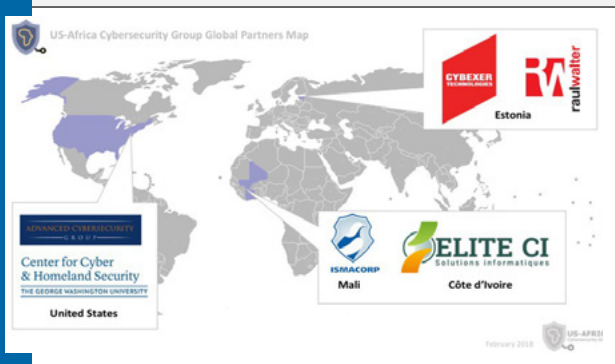 US-Africa Cybersecurity Group Global Partners Map
CYBEXER
TECHNOLOGIES
RW
raulwalter
Estonia
ADVANCED CYBERSECURITY
GROUP
Center for Cyber
& Homeland Security
THE GEORGE WASHINGTON UNIVERSITY
United States
ISMACORP
Mali
ELITE CI
Solutions informatiques
Côte d'Ivoire
February 2018
US-AFRI